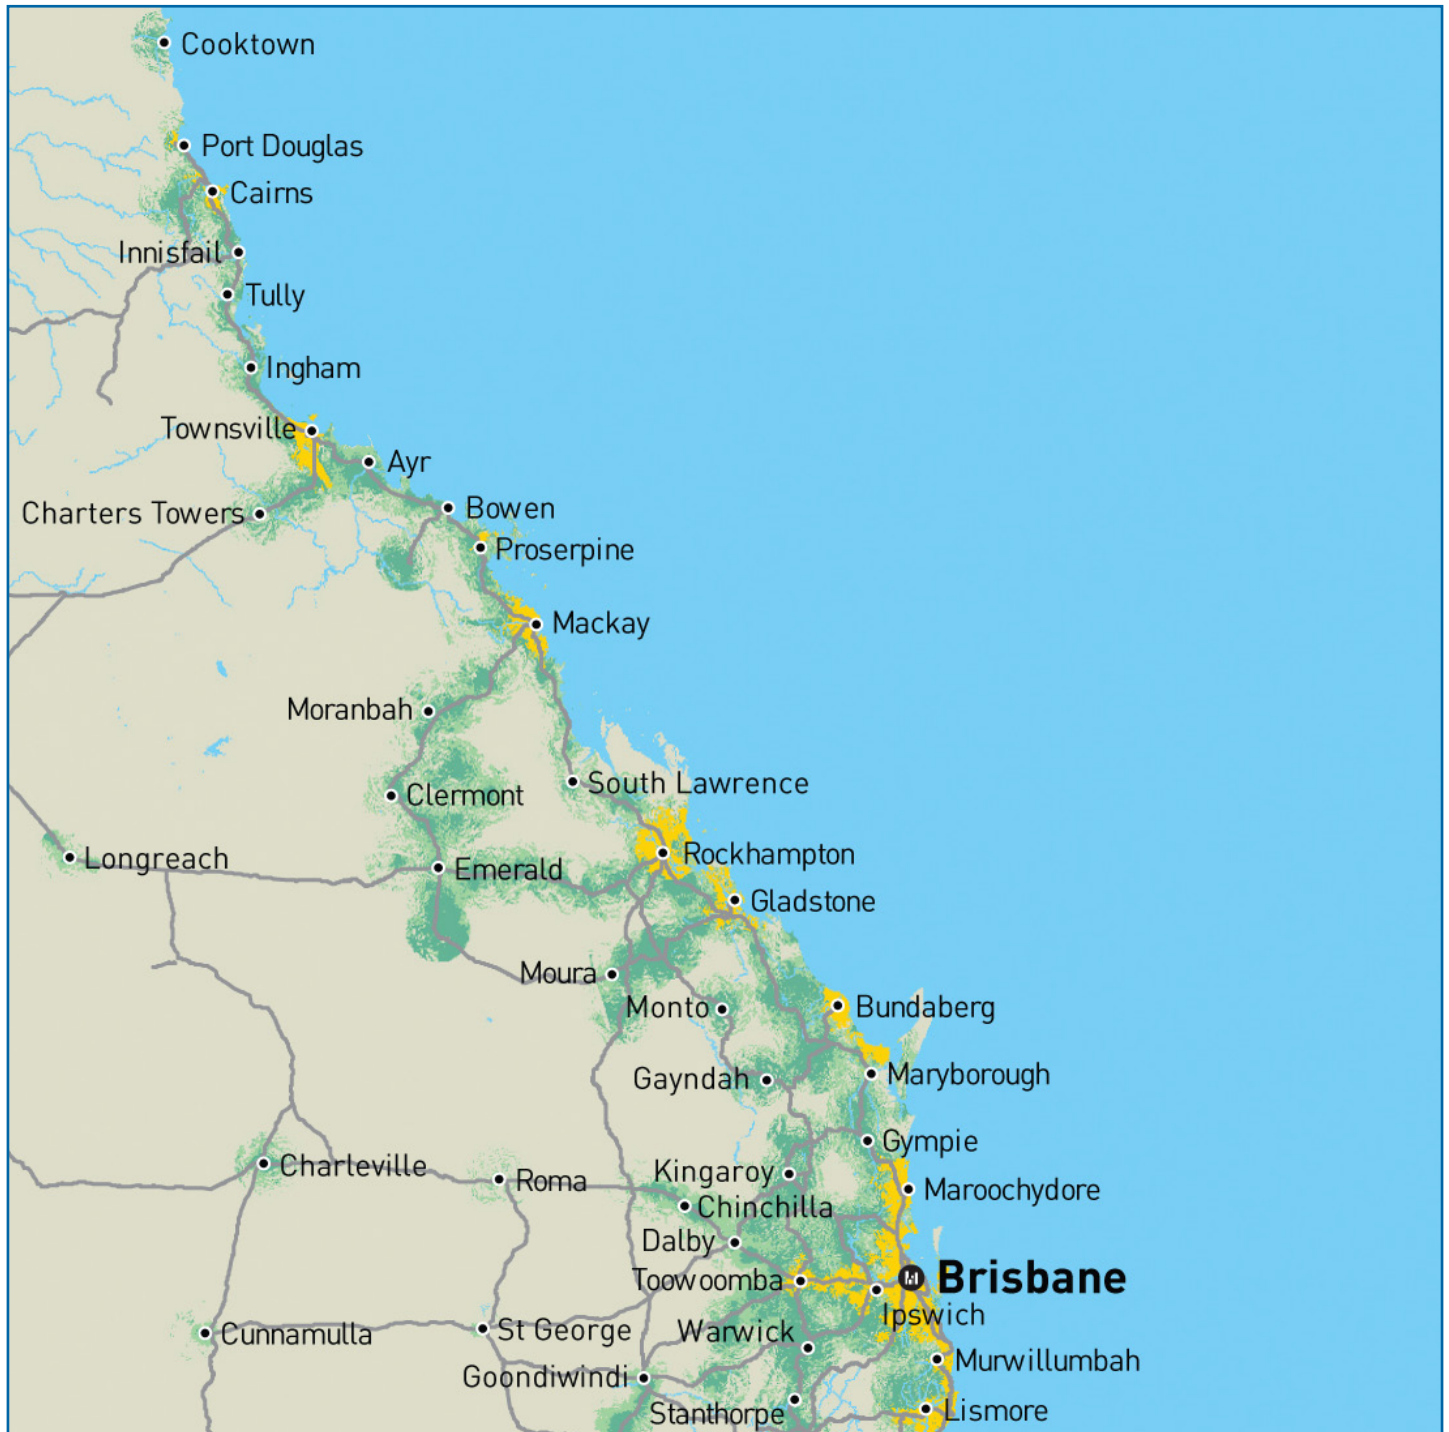 Cooktown
Port Douglas
Cairns
Innisfail
Tully
Ingham
Townsville
Ayr
Charters Towers
Bowen
Proserpine
Mackay
Moranbah
South Lawrence
Clermont
Rockhampton
Longreach
Emerald
Gladstone
Moura
Monto
Bundaberg
Gayndah
Maryborough
Gympie
Charleville
Kingaroy
Roma
Maroochydore
Chinchilla
Dalby
Toowoomba
M Brisbane
Ipswich
Cunnamulla
St George
Warwick
Murwillumbah
Goondiwindi
Stanthorpe
Lismore